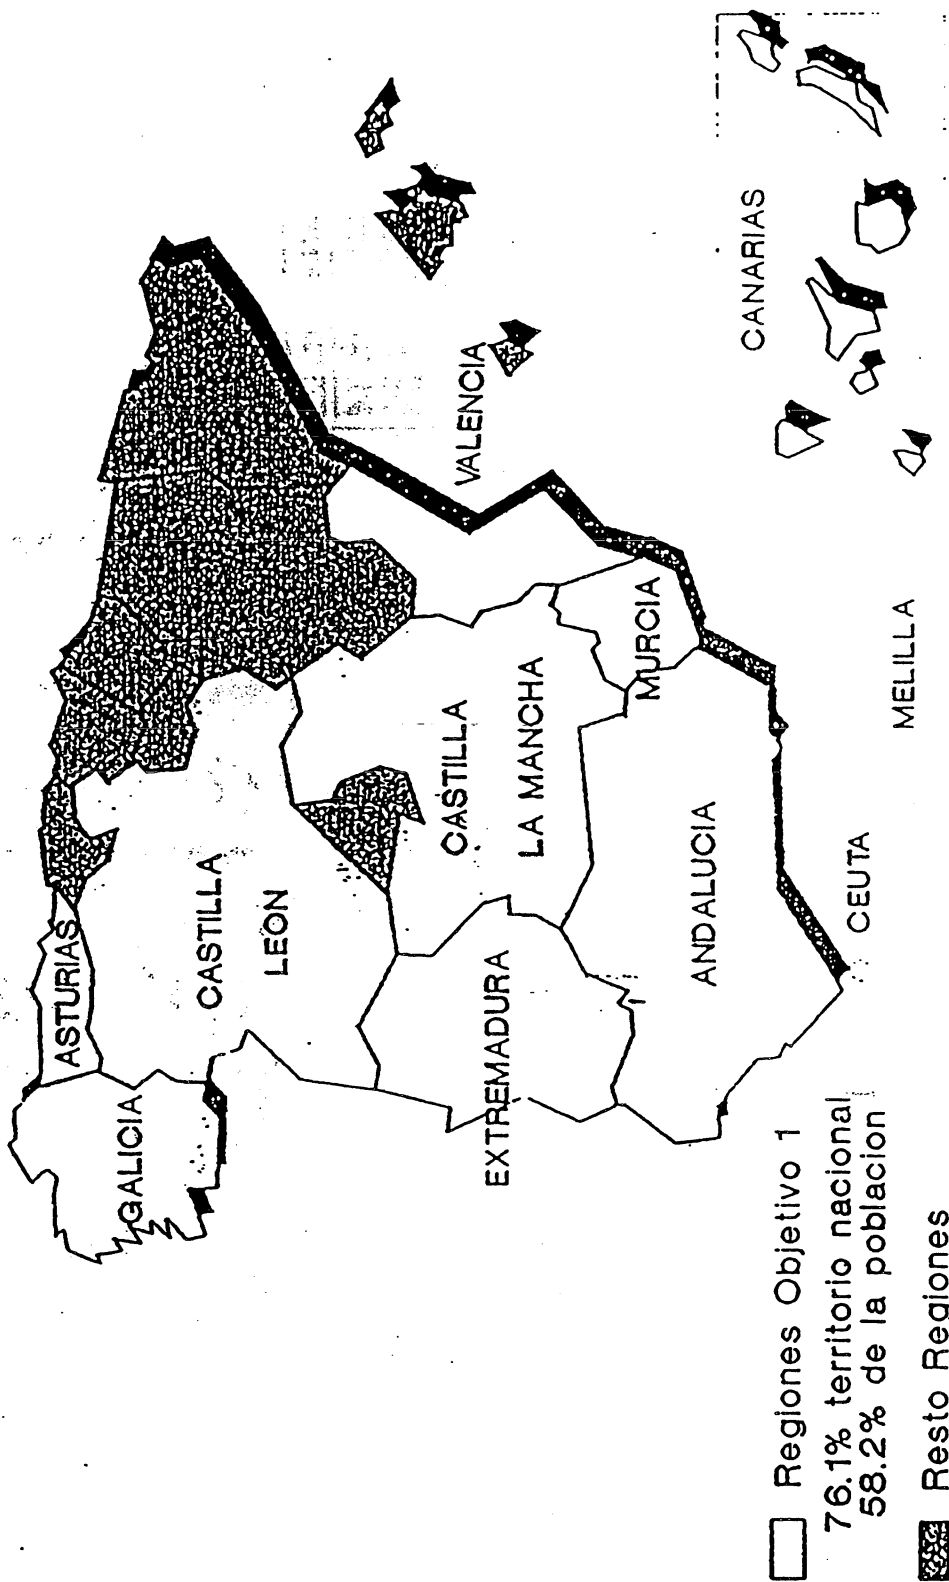 ASTURIAS
GALICIA
CASTILLA
LEON
VALENCIA
CASTILLA
LA MANCHA
EXTREMADURA
MURCIA
ANDALUCIA
CANARIAS
CEUTA
MELILLA
Regiones Objetivo 1
76.1% territorio nacional
58.2% de la poblacion
Resto Regiones